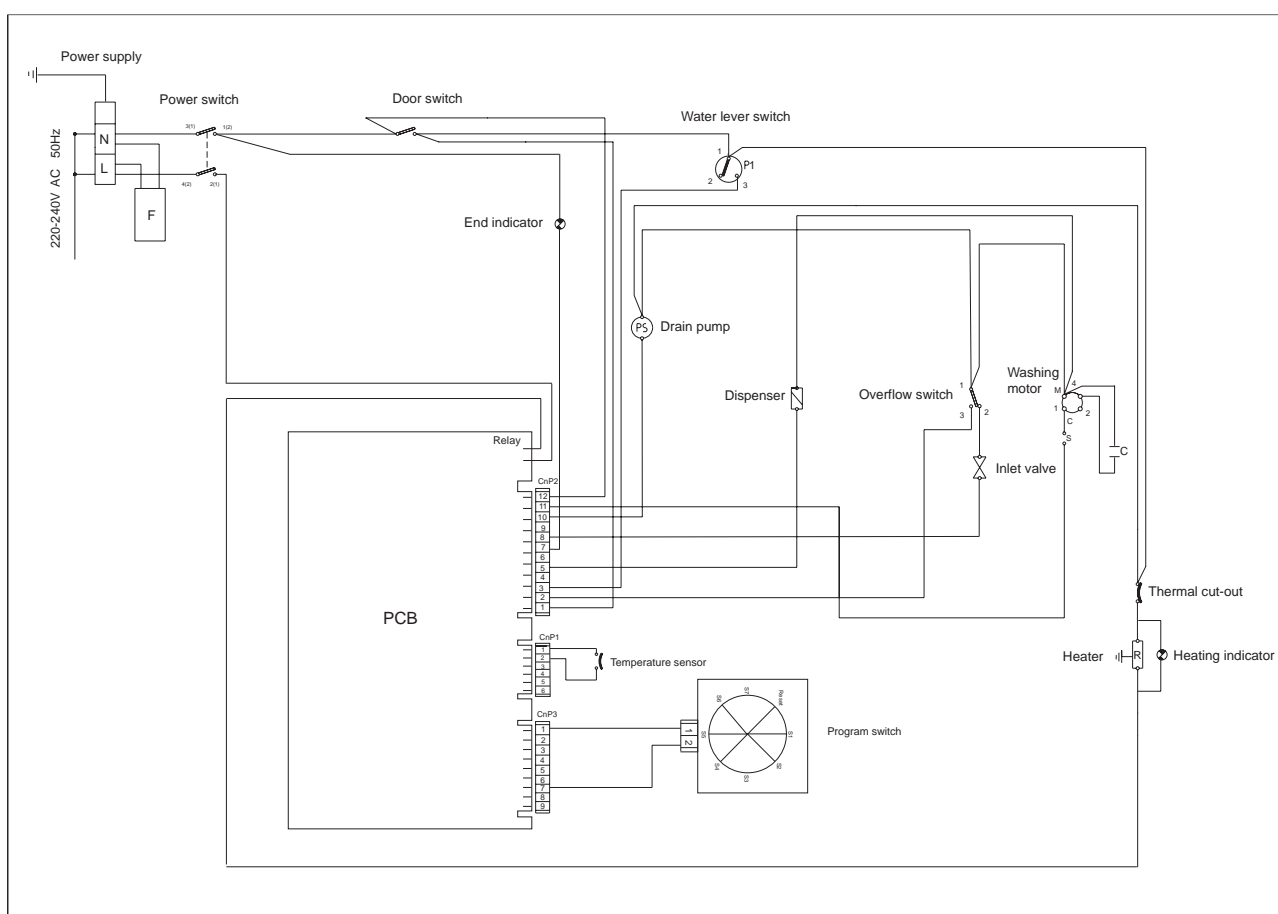 Power supply
Power switch
Door switch
Water lever switch
220-240V AC 50Hz
N
L
F
3(1)
1(2)
4(2)
2(1)
1
P1
2
3
End indicator
PS
Drain pump
Dispenser
1
Overflow switch
3
2
Washing
motor
M
4
1
2
C
S
C
Inlet valve
Relay
CnP2
12
11
10
9
8
7
6
5
4
3
2
1
PCB
Thermal cut-out
Heater
R
Heating indicator
CnP1
1
2
3
4
5
6
Temperature sensor
CnP3
1
2
3
4
5
6
7
8
9
1
2
S7
Reset
S1
S2
S3
S4
S5
S6
Program switch